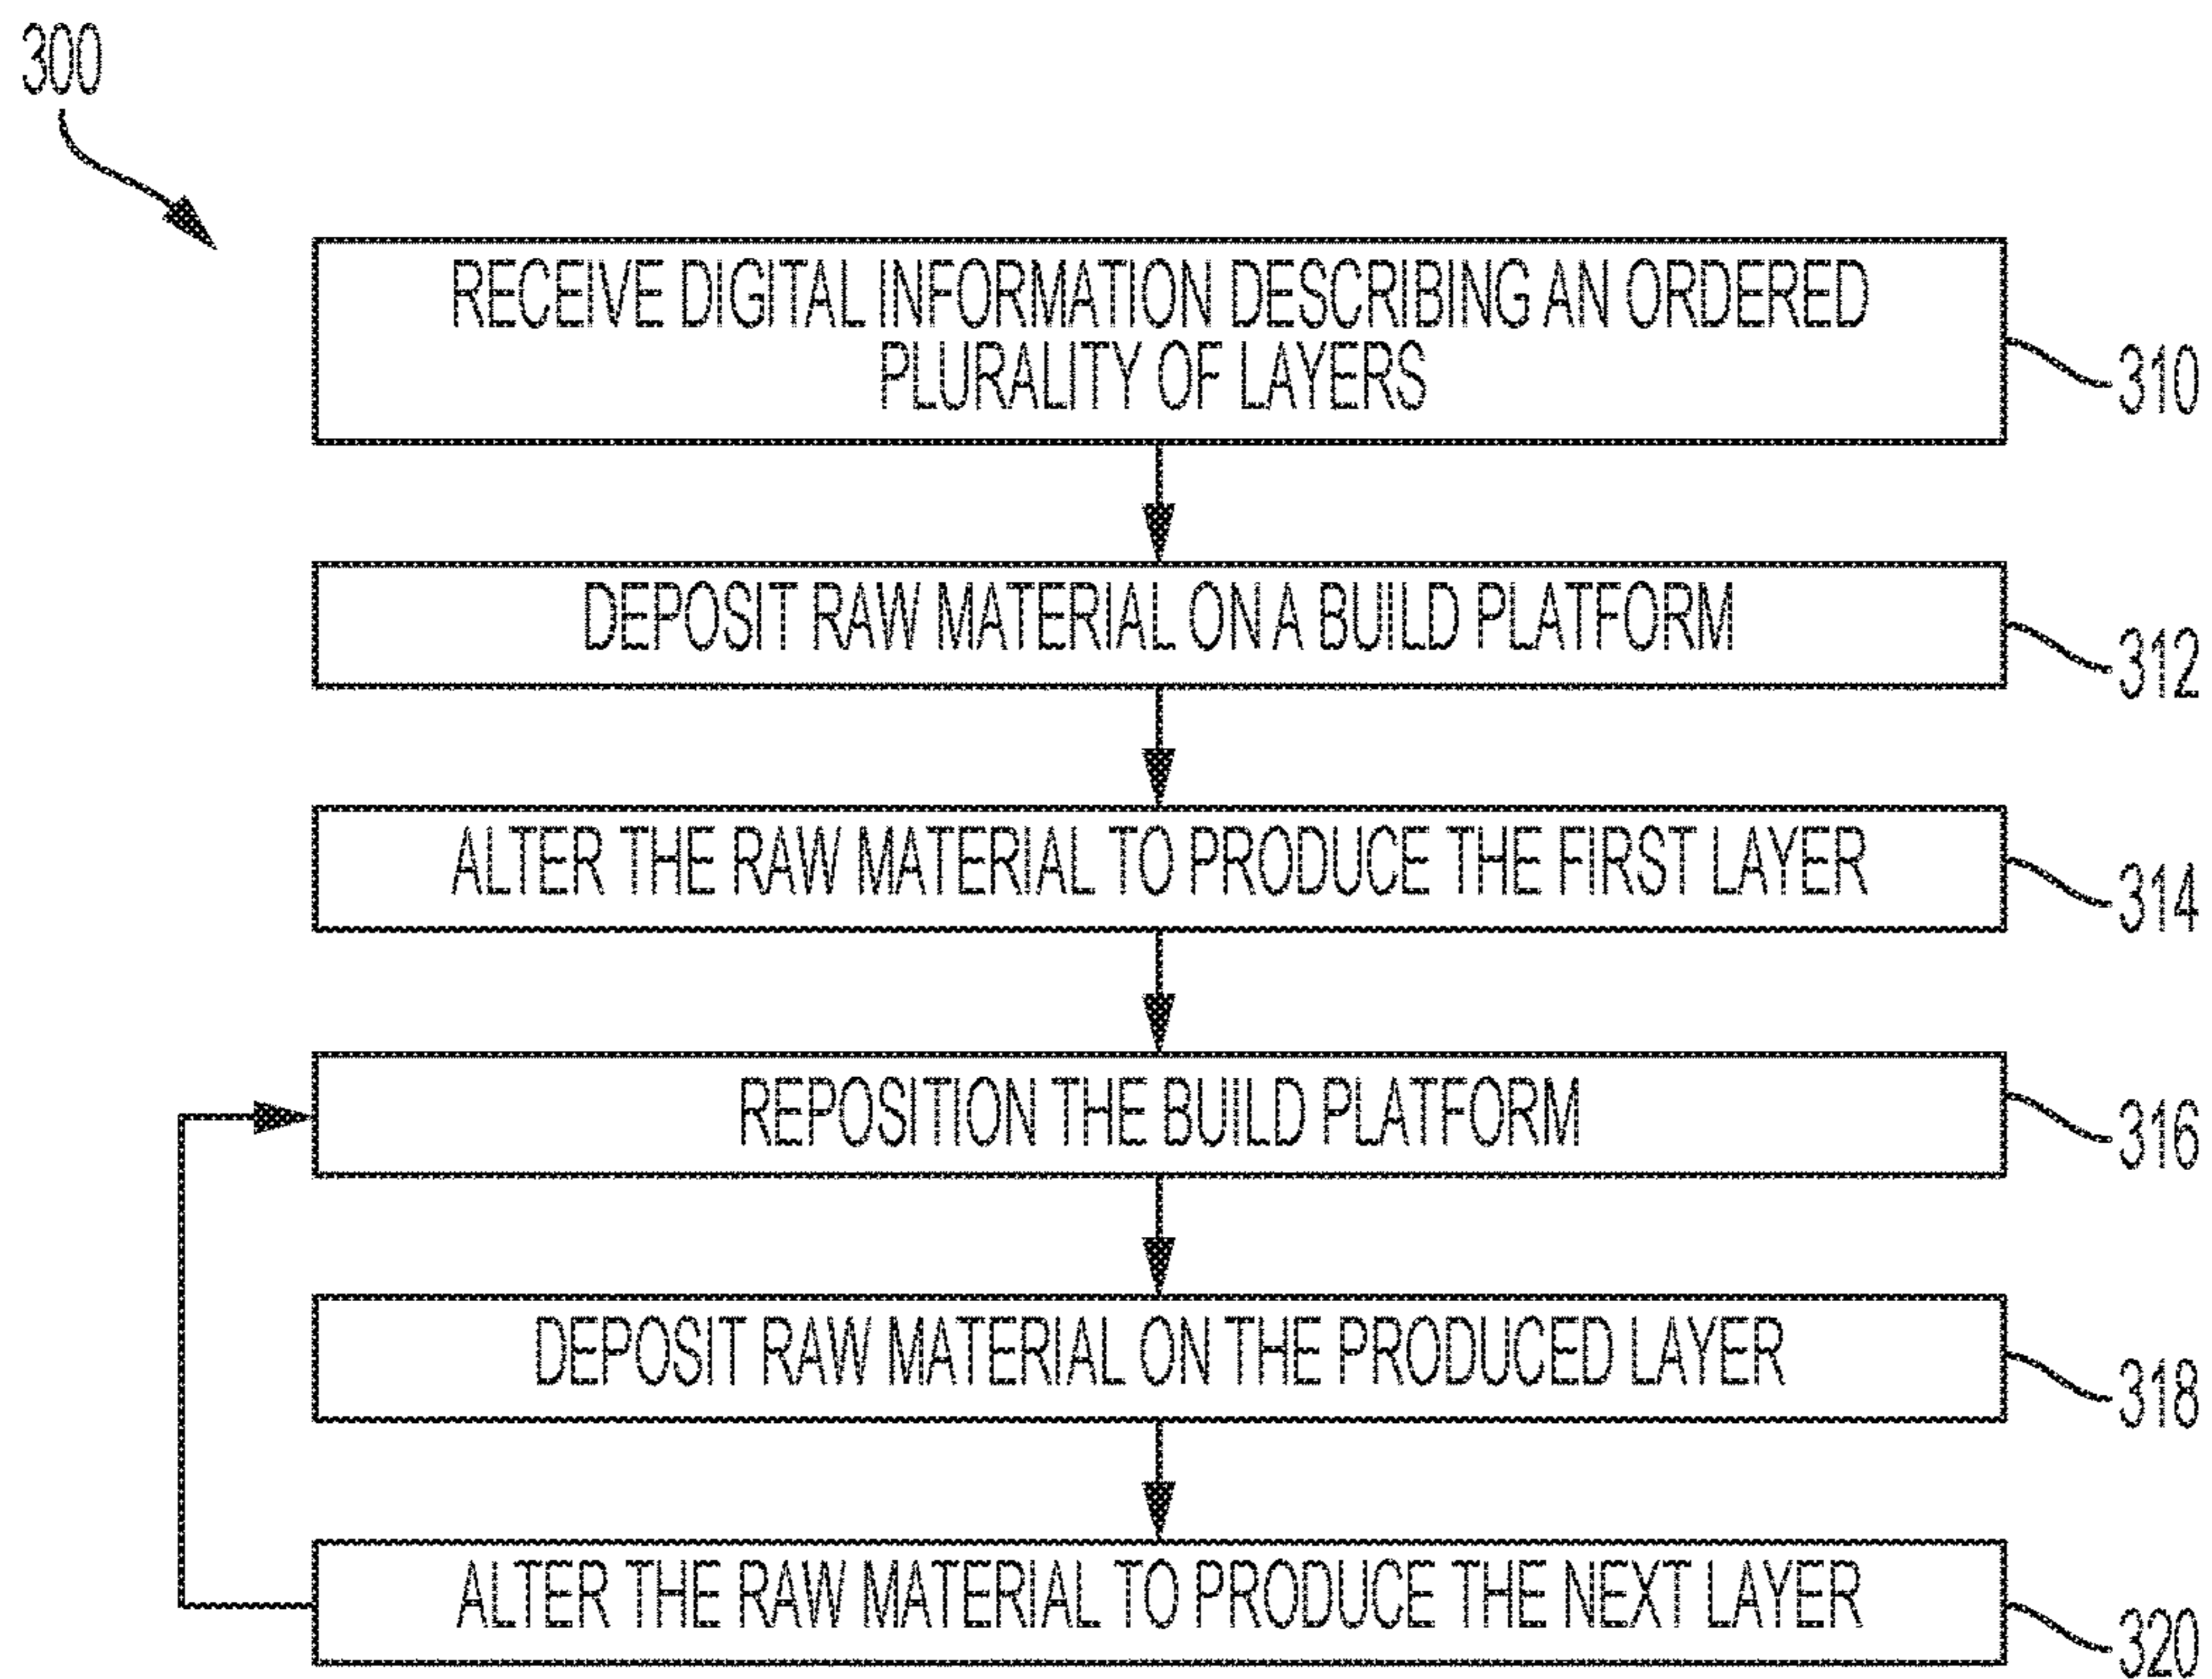 300
RECEIVE DIGITAL INFORMATION DESCRIBING AN ORDERED
PLURALITY OF LAYERS
310
DEPOSIT RAW MATERIAL ON A BUILD PLATFORM
312
ALTER THE RAW MATERIAL TO PRODUCE THE FIRST LAYER
314
REPOSITION THE BUILD PLATFORM
316
DEPOSIT RAW MATERIAL ON THE PRODUCED LAYER
318
ALTER THE RAW MATERIAL TO PRODUCE THE NEXT LAYER
320